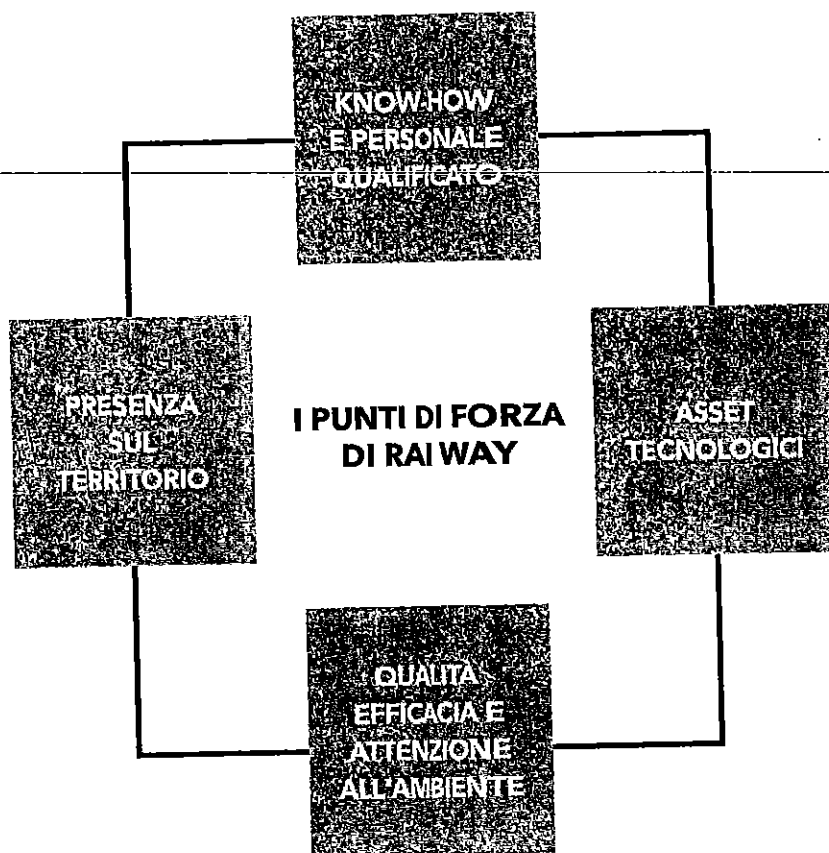 KNOW-HOW
E PERSONALE
QUALIFICATO
PRESENZA
SUL
TERRITORIO
I PUNTI DI FORZA
DI RAI WAY
ASSET
TECNOLOGICI
QUALITÀ
EFFICACIA E
ATTENZIONE
ALL'AMBIENTE